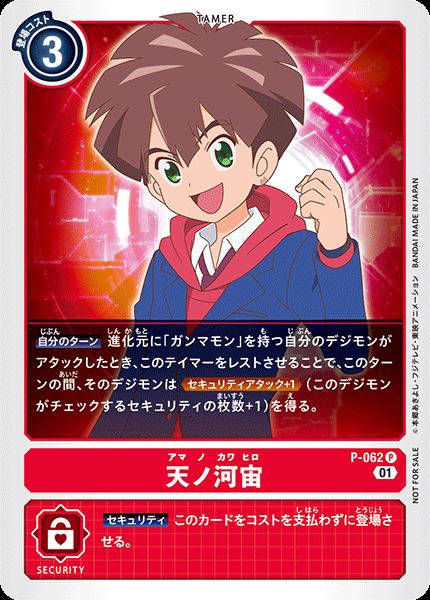 TAMER
登場コスト
3
自分のターン 進化元に「ガンマモン」を持つ自分のデジモンが
アタックしたとき、このテイマーをレストさせることで、このター
ンの間、そのデジモンは セキュリティアタック+1 (このデジモン
がチェックするセキュリティの枚数+1)を得る。
P-062 P
アマ ノ カワ ヒロ
天ノ河宙
01
セキュリティ このカードをコストを支払わずに登場さ
せる。
SECURITY
©本郷あきよし・フジテレビ・東映アニメーション BANDAI MADE IN JAPAN
NOT FOR SALE